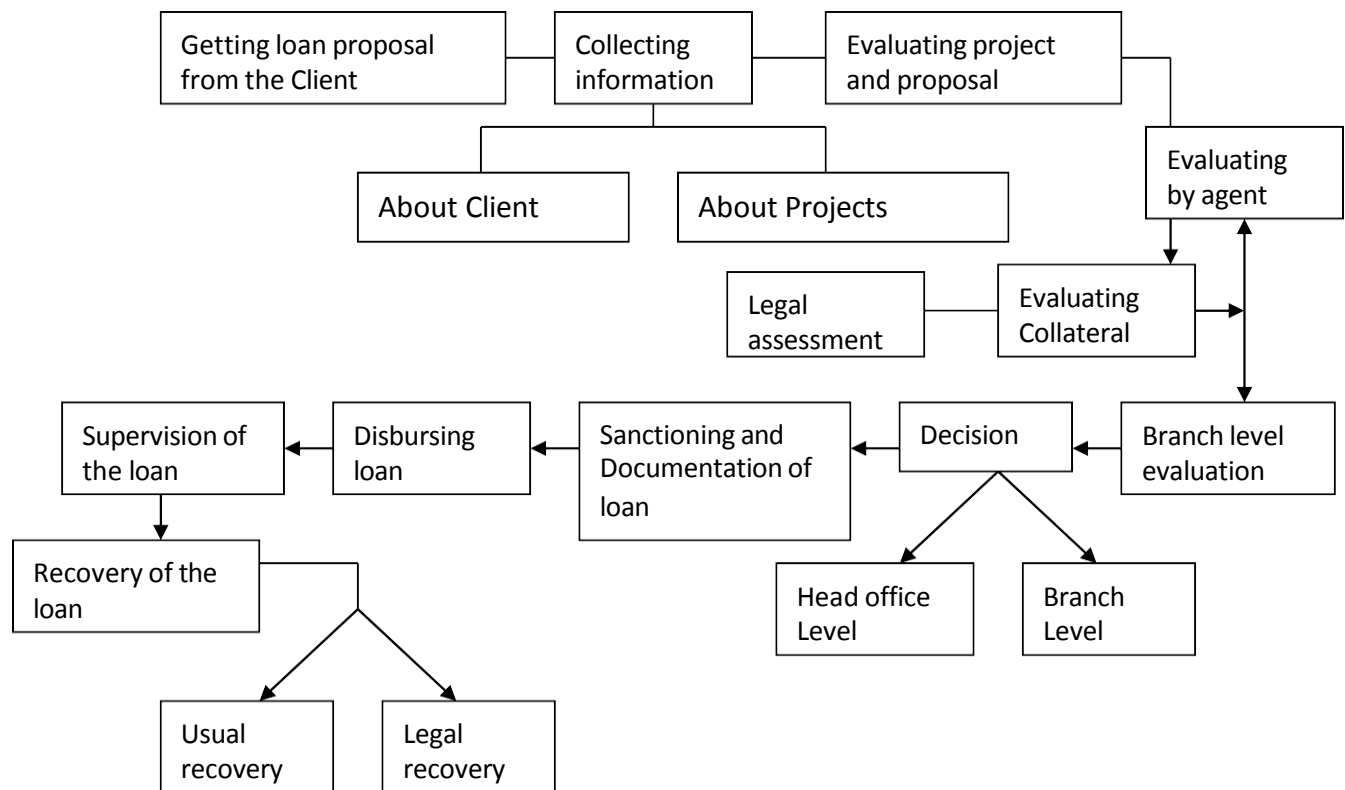 Getting loan proposal
from the Client
Collecting
information
Evaluating project
and proposal
About Client
About Projects
Evaluating
by agent
Legal
assessment
Evaluating
Collateral
Supervision of
the loan
Disbursing
loan
Sanctioning and
Documentation of
loan
Decision
Branch level
evaluation
Recovery of the
loan
Head office
Level
Branch
Level
Usual
recovery
Legal
recovery